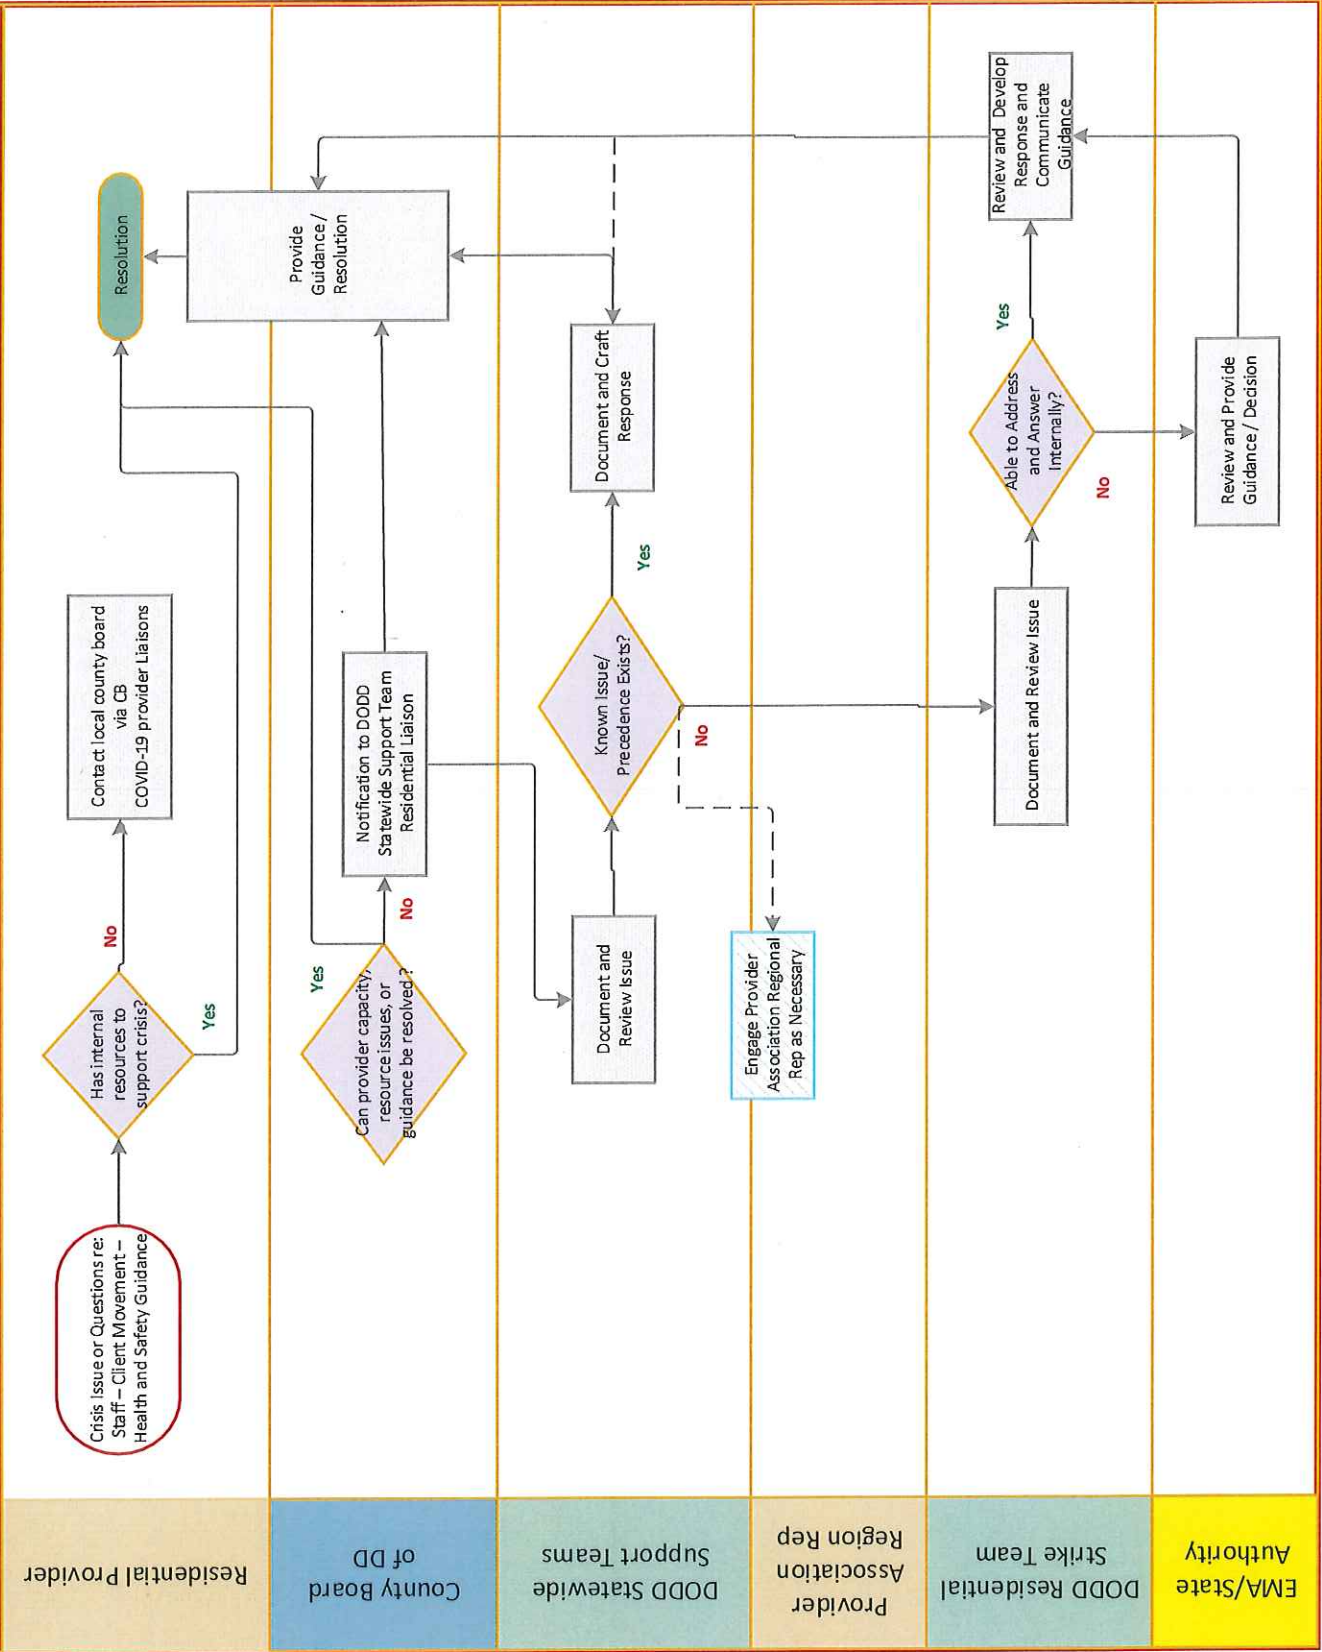 Residential Provider
Crisis Issue or Questions re:
Staff – Client Movement –
Health and Safety Guidance
Has internal
resources to
support crisis?
No
Yes
Contact local county board
via CB
COVID-19 provider Liaisons
Resolution
County Board
of DD
Can provider capacity,
resource issues, or
guidance be resolved ?
Yes
No
Notification to DODD
Statewide Support Team
Residential Liaison
Provide
Guidance /
Resolution
DODD Statewide
Support Teams
Document and
Review Issue
Known Issue/
Precedence Exists?
Yes
No
Document and Craft
Response
Provider
Association
Region Rep
Engage Provider
Association Regional
Rep as Necessary
DODD Residential
Strike Team
Document and Review Issue
Able to Address
and Answer
Internally?
Yes
No
Review and Develop
Response and
Communicate
Guidance
EMA/State
Authority
Review and Provide
Guidance / Decision